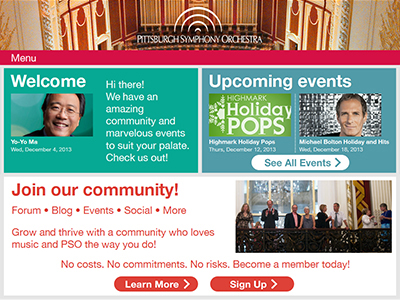 PITTSBURGH SYMPHONY ORCHESTRA
Menu
Welcome
Yo-Yo Ma
Wed, December 4, 2013
Hi there!
We have an
amazing
community and
marvelous events
to suit your palate.
Check us out!
Upcoming events
HIGHMARK
Holiday
POPS
Highmark Holiday Pops
Thurs, December 12, 2013
Michael Bolton Holiday and Hits
Wed, December 18, 2013
See All Events
Join our community!
Forum • Blog • Events • Social • More
Grow and thrive with a community who loves
music and PSO the way you do!
No costs. No commitments. No risks. Become a member today!
Learn More
Sign Up